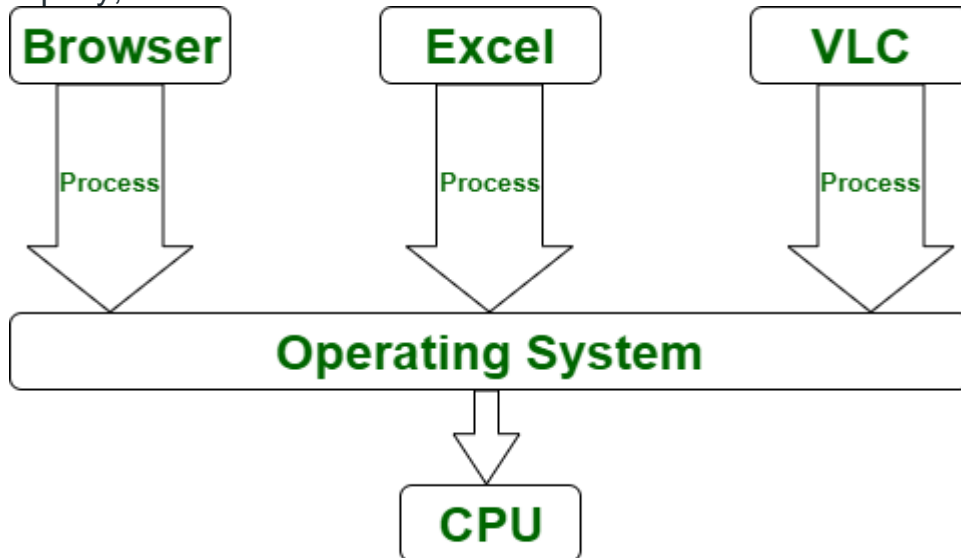 Browser Excel VLC
Process Process Process
Operating System
CPU